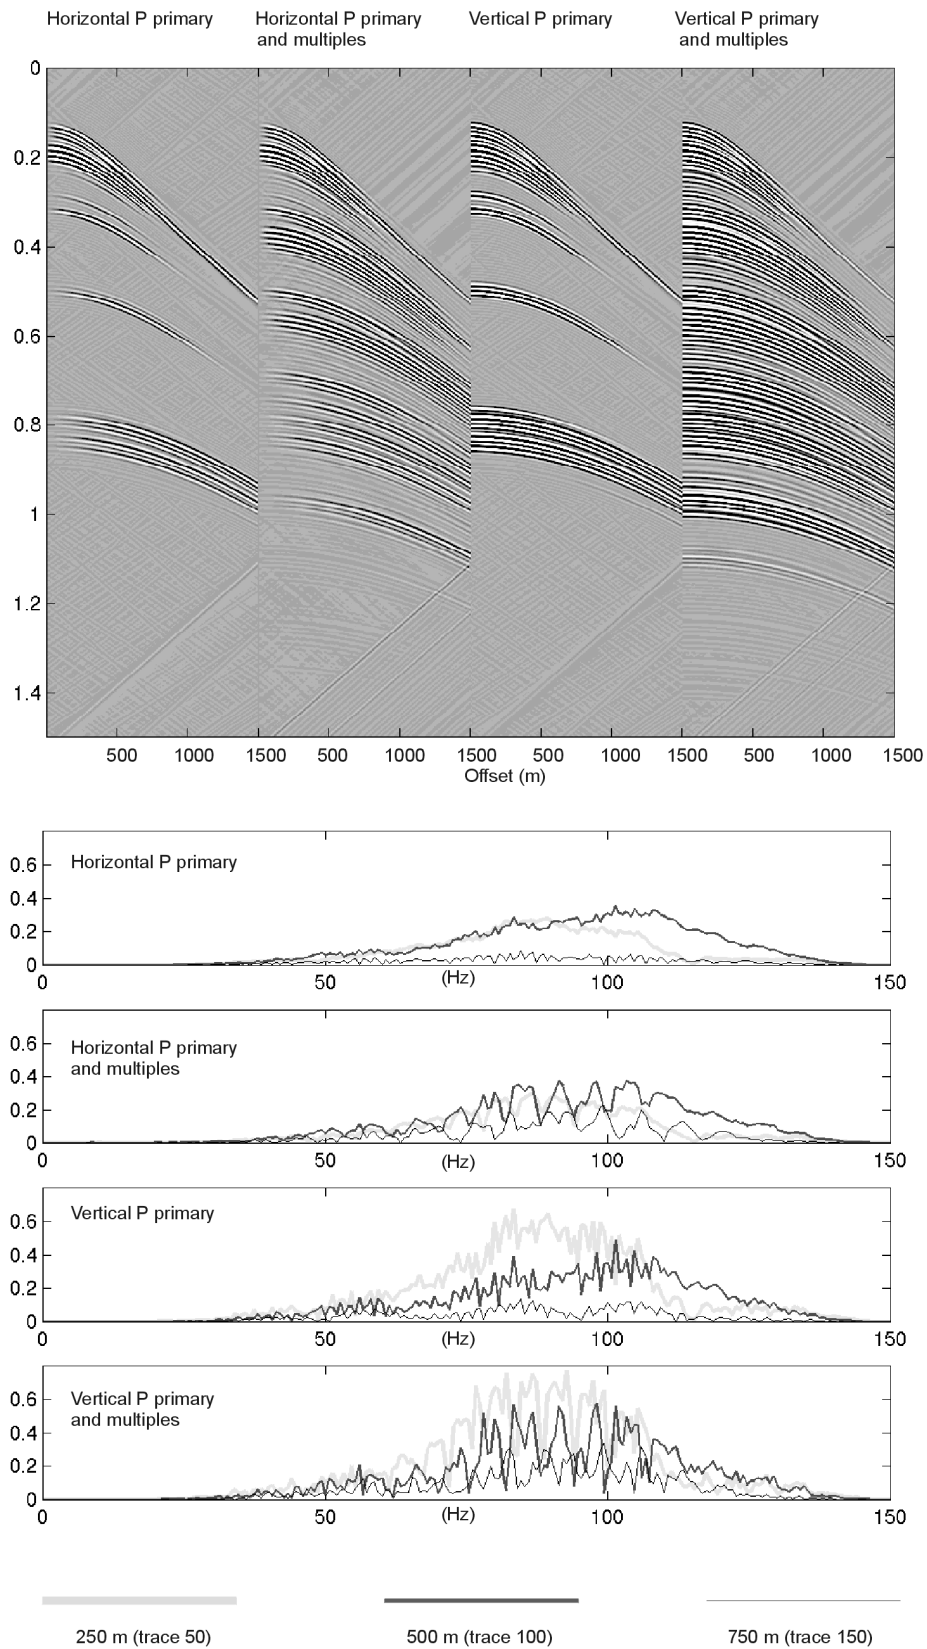 Horizontal P primary
Horizontal P primary
and multiples
Vertical P primary
Vertical P primary
and multiples
0
0.2
0.4
0.6
0.8
1
1.2
1.4
500 1000 1500 500 1000 1500 500 1000 1500 500 1000 1500
Offset (m)
Horizontal P primary
0.6
0.4
0.2
0
0 50 (Hz) 100 150
Horizontal P primary
and multiples
0.6
0.4
0.2
0
0 50 (Hz) 100 150
Vertical P primary
0.6
0.4
0.2
0
0 50 (Hz) 100 150
Vertical P primary
and multiples
0.6
0.4
0.2
0
0 50 (Hz) 100 150
250 m (trace 50) 500 m (trace 100) 750 m (trace 150)